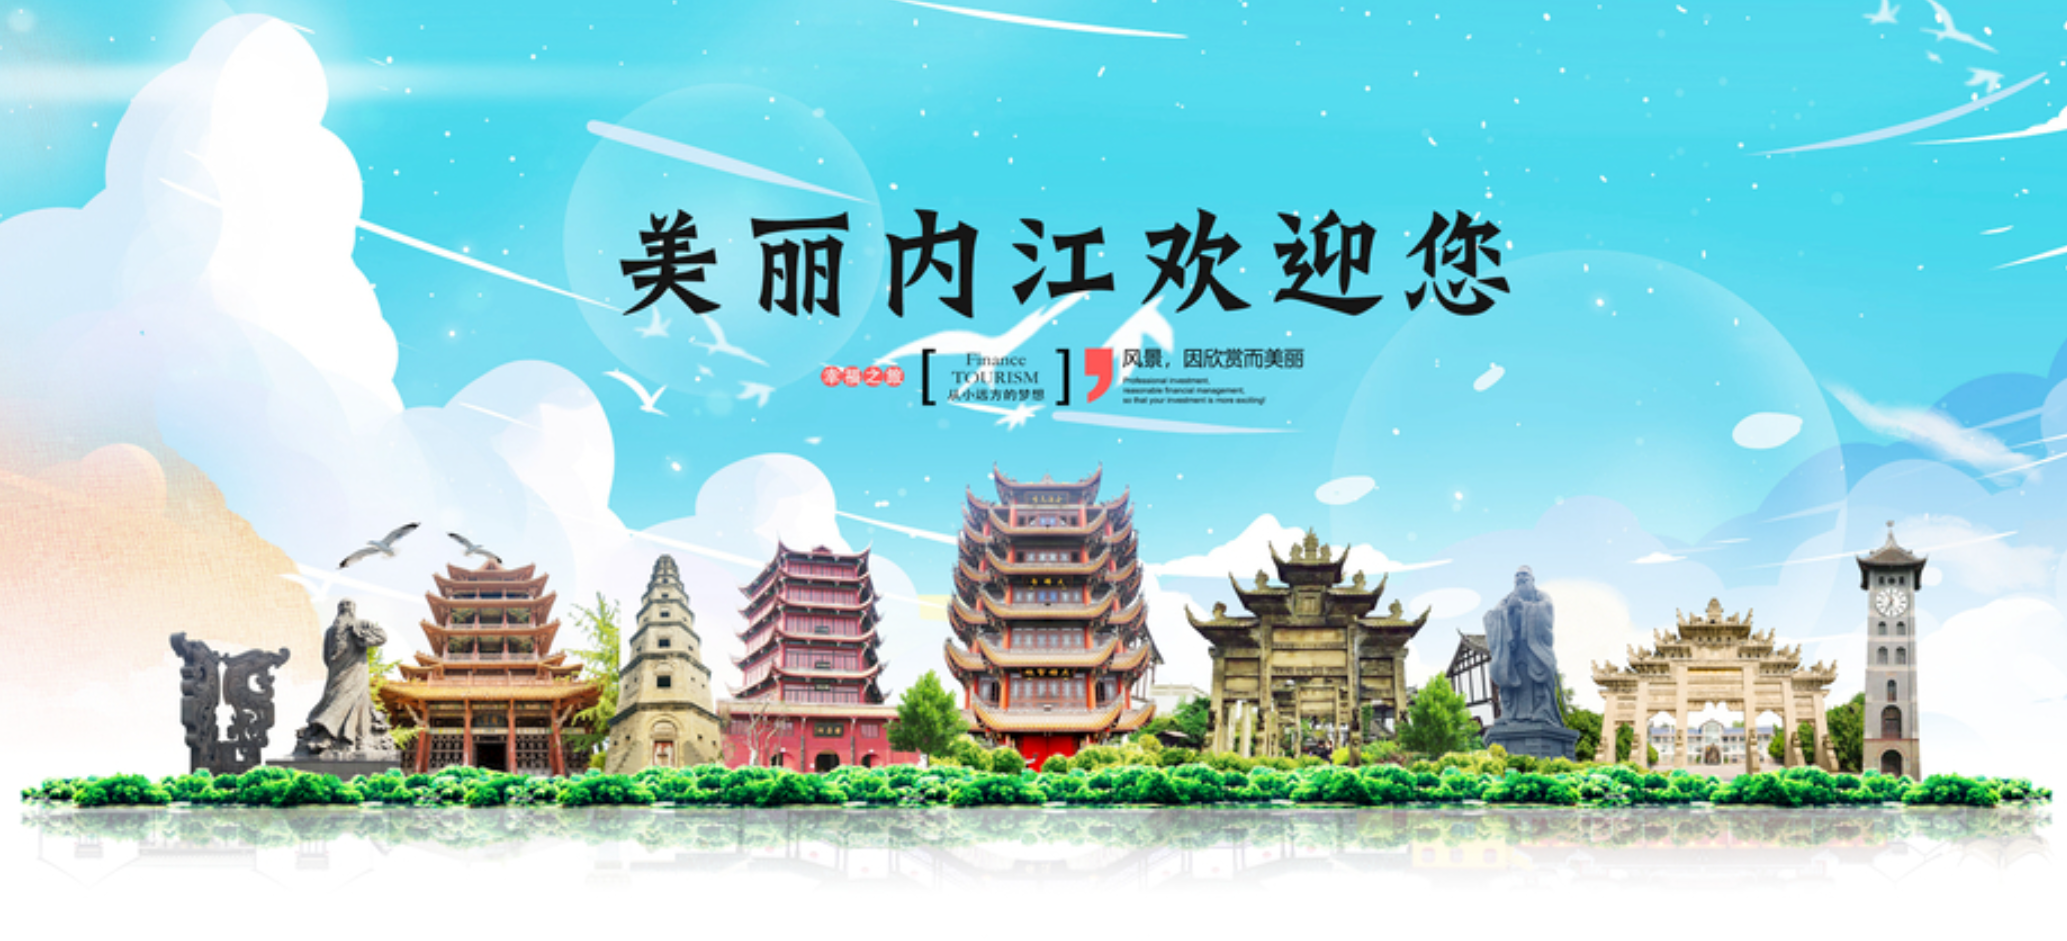 美丽内江欢迎您
幸福之旅
Finance
TOURISM
从小远方的梦想
风景，因欣赏而美丽
Professional investment,
reasonable financial management,
so that your investment is more exciting!